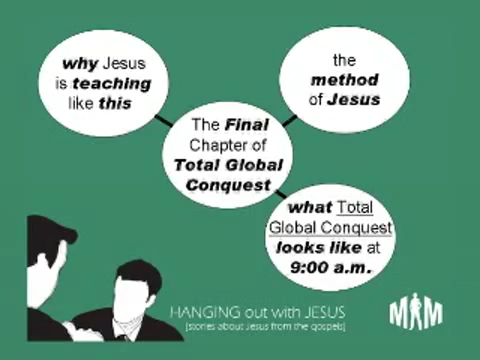 why Jesus
is teaching
like this
the
method
of Jesus
The Final
Chapter of
Total Global
Conquest
what Total
Global Conquest
looks like at
9:00 a.m.
HANGING out with JESUS
[stories about Jesus from the gospels]